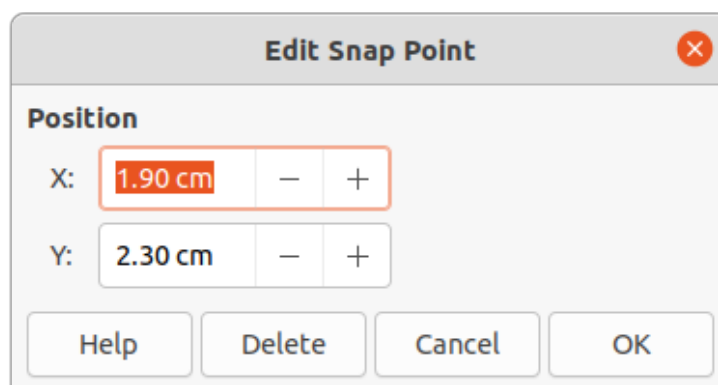 Edit Snap Point
Position
X: 1.90 cm
Y: 2.30 cm
Help Delete Cancel OK